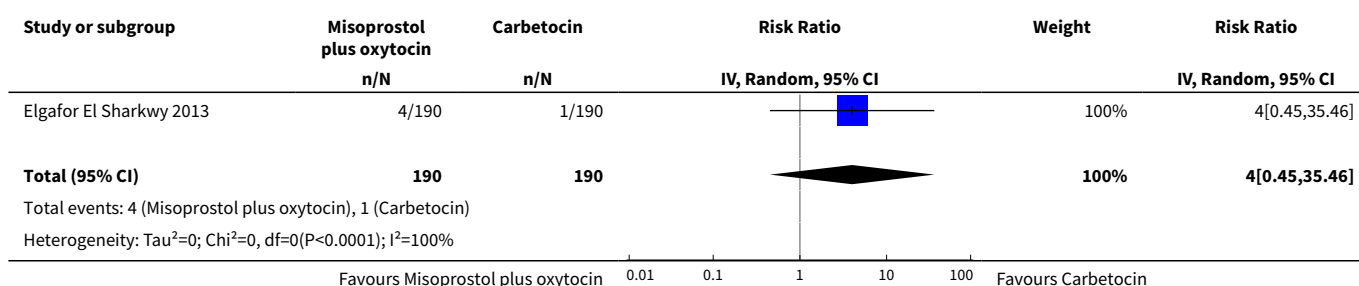 Study or subgroup Misoprostol plus oxytocin Carbetocin Risk Ratio Weight Risk Ratio
n/N n/N IV, Random, 95% CI IV, Random, 95% CI
Elgafor El Sharkwy 2013 4/190 1/190 100% 4[0.45,35.46]
Total (95% CI) 190 190 100% 4[0.45,35.46]
Total events: 4 (Misoprostol plus oxytocin), 1 (Carbetocin)
Heterogeneity: Tau²=0; Chi²=0, df=0(P<0.0001); I²=100%
Favours Misoprostol plus oxytocin 0.01 0.1 1 10 100 Favours Carbetocin